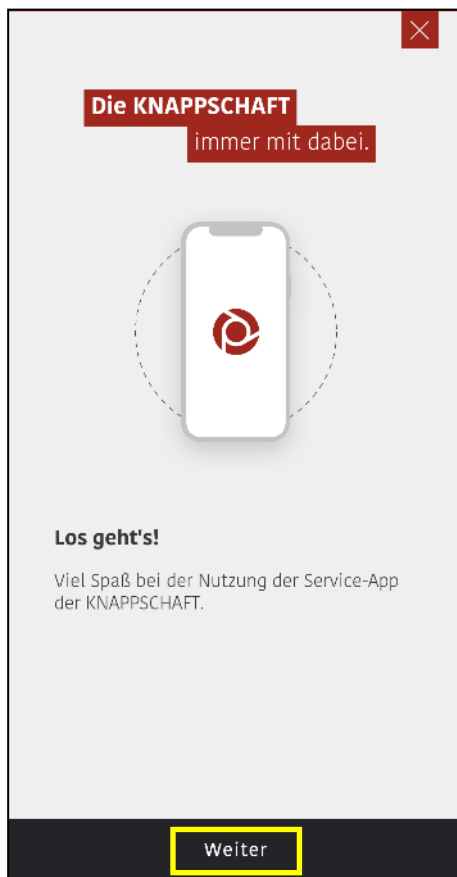 Die KNAPPSCHAFT
immer mit dabei.
Los geht's!
Viel Spaß bei der Nutzung der Service-App
der KNAPPSCHAFT.
Weiter